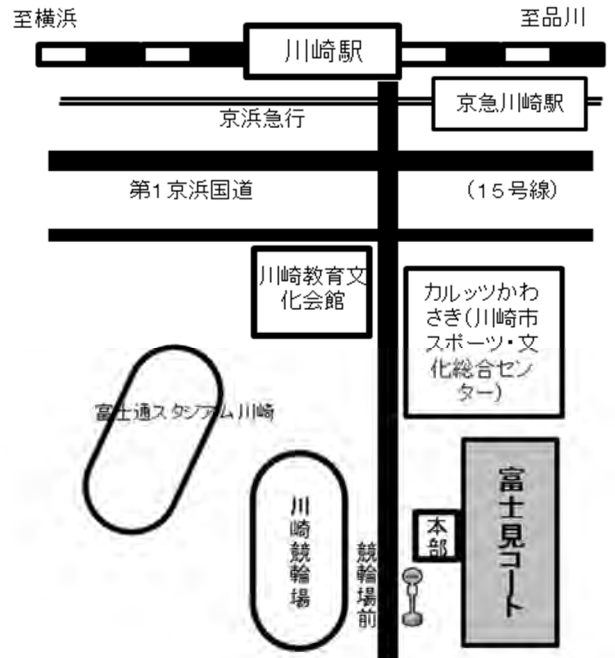 至横浜
至品川
川崎駅
京急川崎駅
京浜急行
第1京浜国道
(15号線)
川崎教育文
化会館
カルッツかわ
さき(川崎市
スポーツ・文
化総合セン
ター)
富士通スタジアム川崎
川崎競輪場
競輪場前
本部
富士見コート